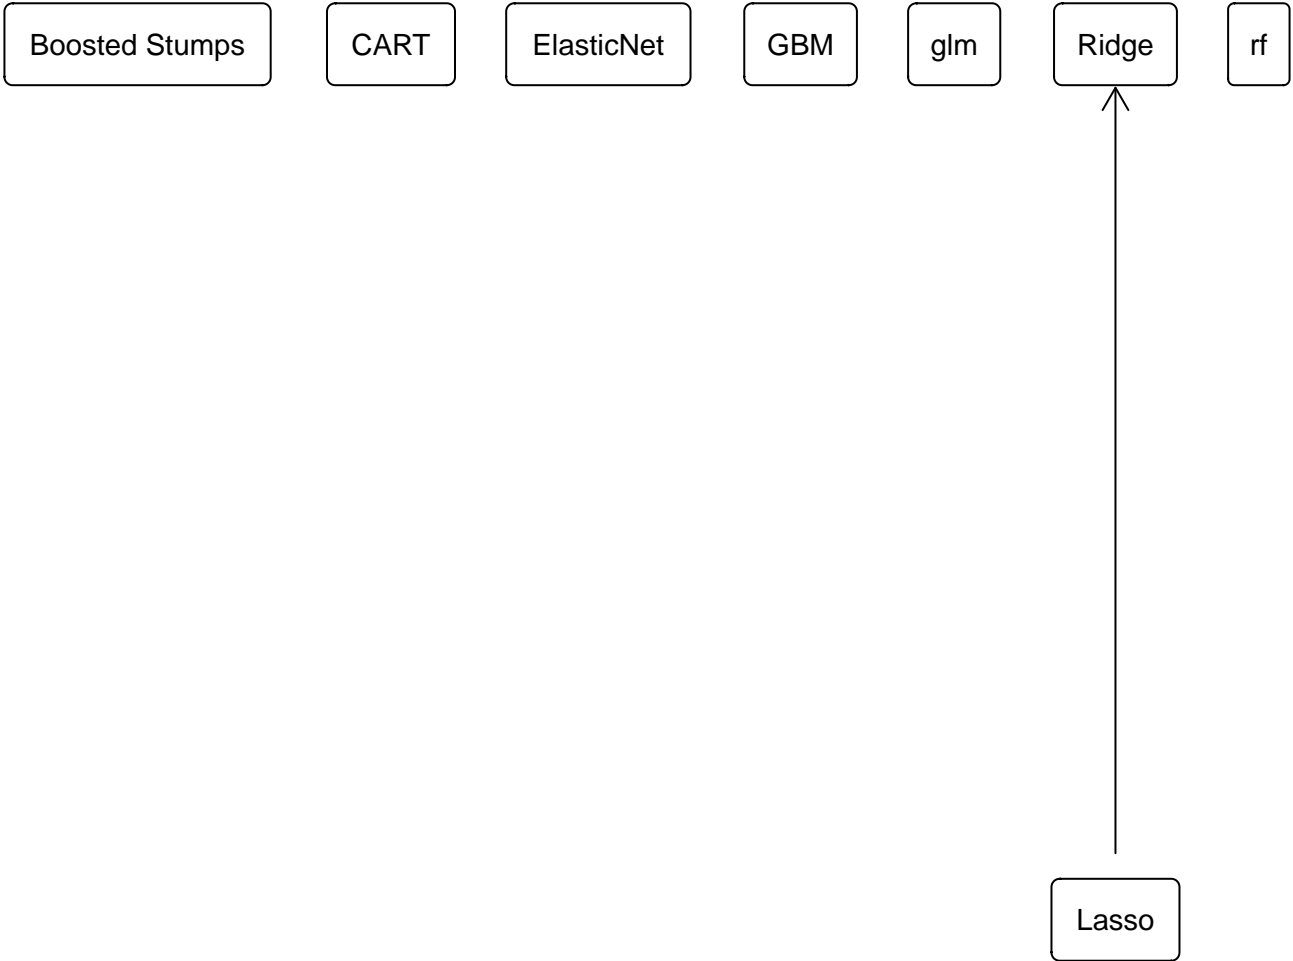 Boosted Stumps
CART
ElasticNet
GBM
glm
Ridge
rf
Lasso